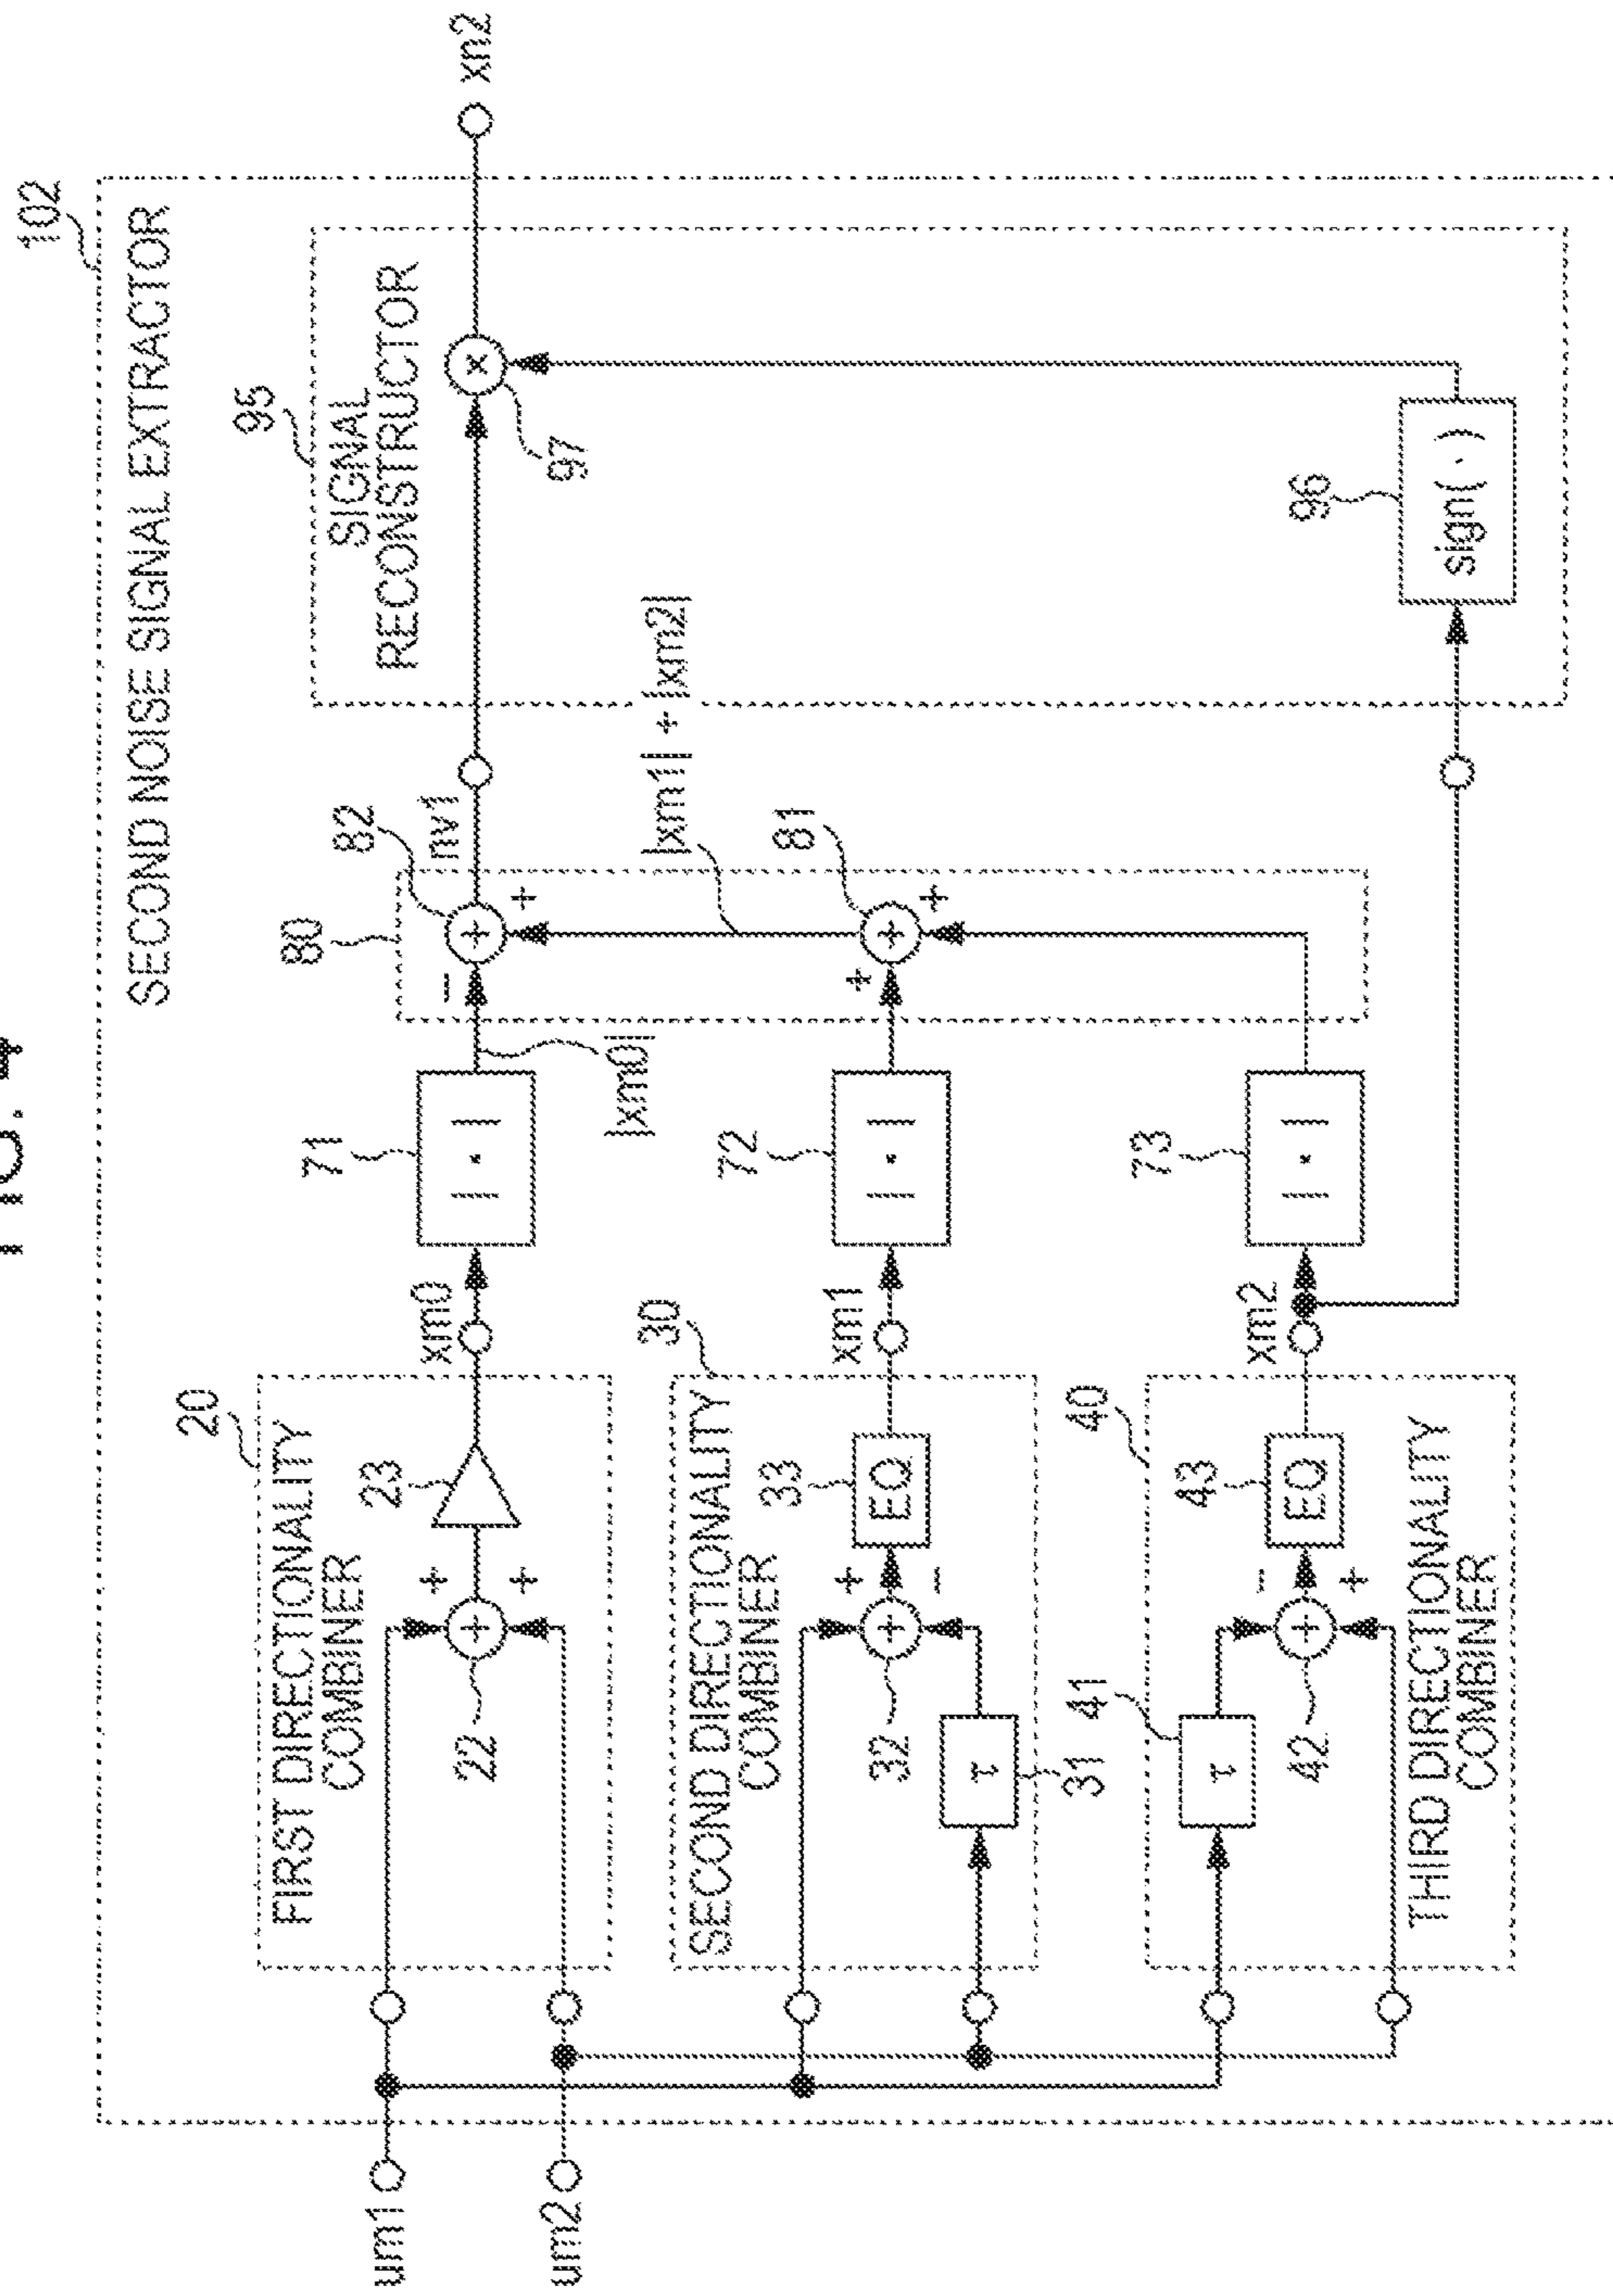 FIG. 4
102
SECOND NOISE SIGNAL EXTRACTOR
um1
um2
20
FIRST DIRECTIONALITY
COMBINER
22
+
+
+
23
xm0
71
| · |
|xm0|
80
82
+
−
+
nv1
95
SIGNAL
RECONSTRUCTOR
×
97
xn2
30
SECOND DIRECTIONALITY
COMBINER
32
+
+
−
τ
31
33
EQ
xm1
72
| · |
81
+
+
+
|xm1| + |xm2|
40
THIRD DIRECTIONALITY
COMBINER
41
τ
42
+
−
+
43
EQ
xm2
73
| · |
96
sign( · )